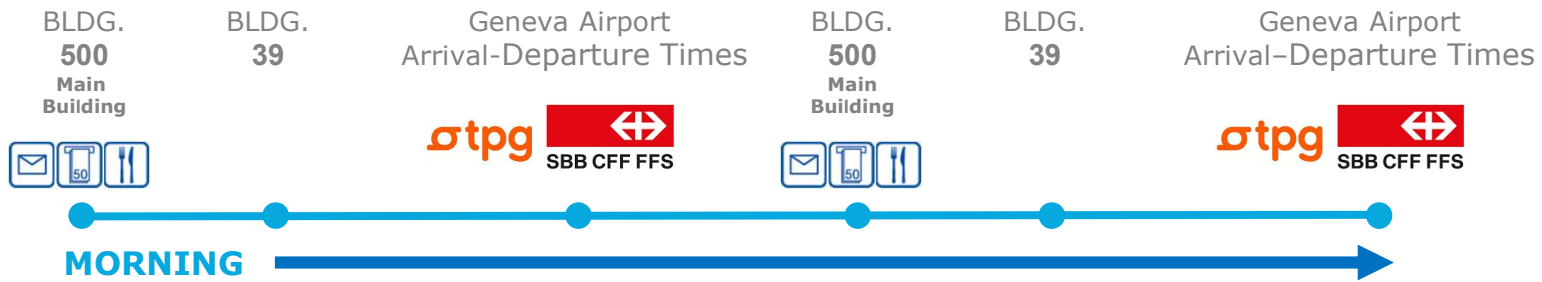 BLDG.
500
Main
Building
BLDG.
39
Geneva Airport
Arrival-Departure Times
BLDG.
500
Main
Building
BLDG.
39
Geneva Airport
Arrival–Departure Times
50
tpg
SBB CFF FFS
50
tpg
SBB CFF FFS
MORNING